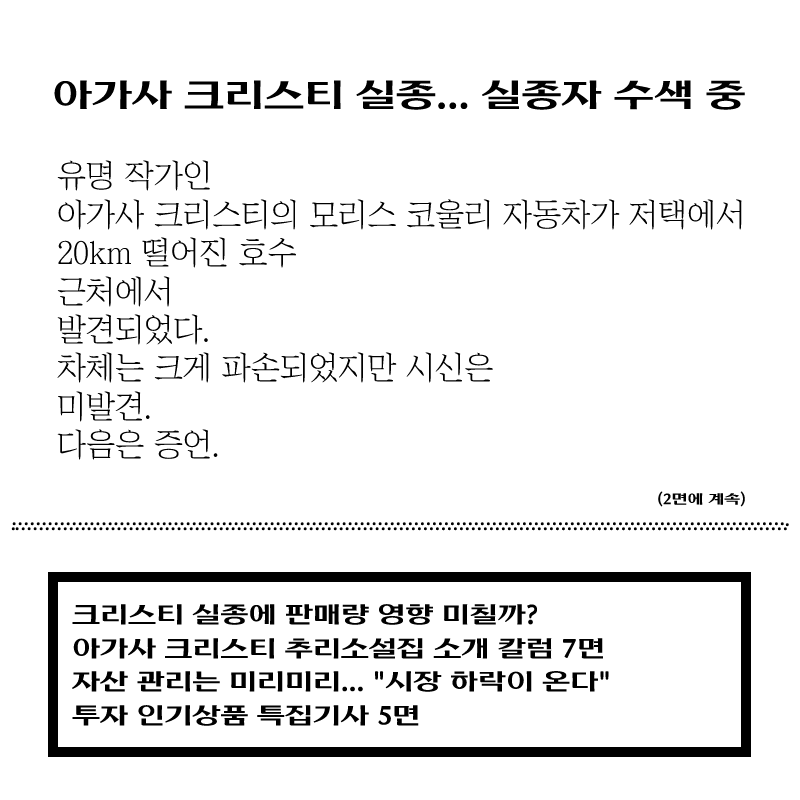 아가사 크리스티 실종... 실종자 수색 중
유명 작가인
아가사 크리스티의 모리스 코울리 자동차가 저택에서
20km 떨어진 호수
근처에서
발견되었다.
차체는 크게 파손되었지만 시신은
미발견.
다음은 증언.
(2면에 계속)
크리스티 실종에 판매량 영향 미칠까?
아가사 크리스티 추리소설집 소개 칼럼 7면
자산 관리는 미리미리... "시장 하락이 온다"
투자 인기상품 특집기사 5면